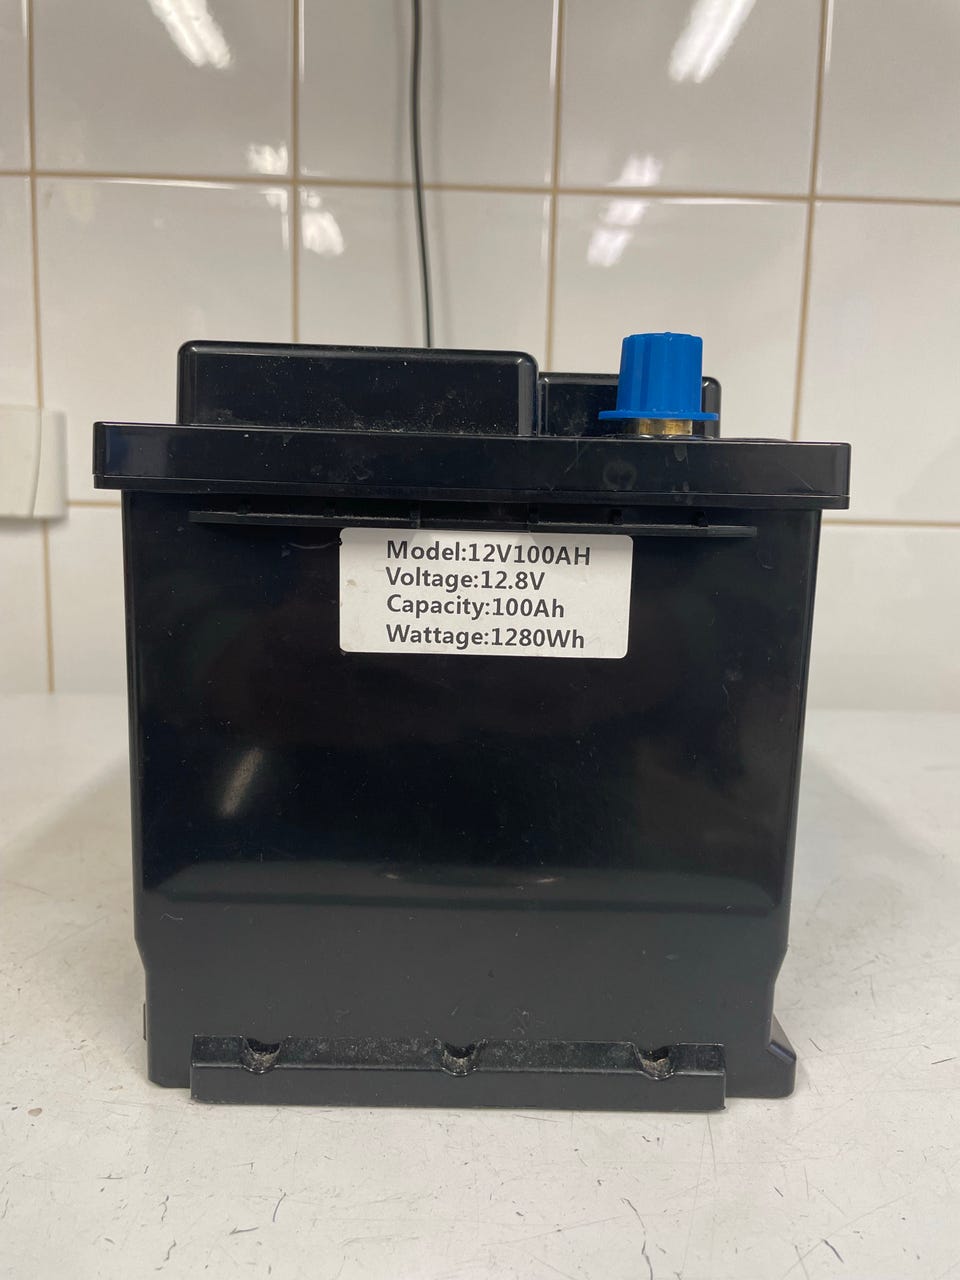 Model:12V100AH
Voltage:12.8V
Capacity:100Ah
Wattage:1280Wh